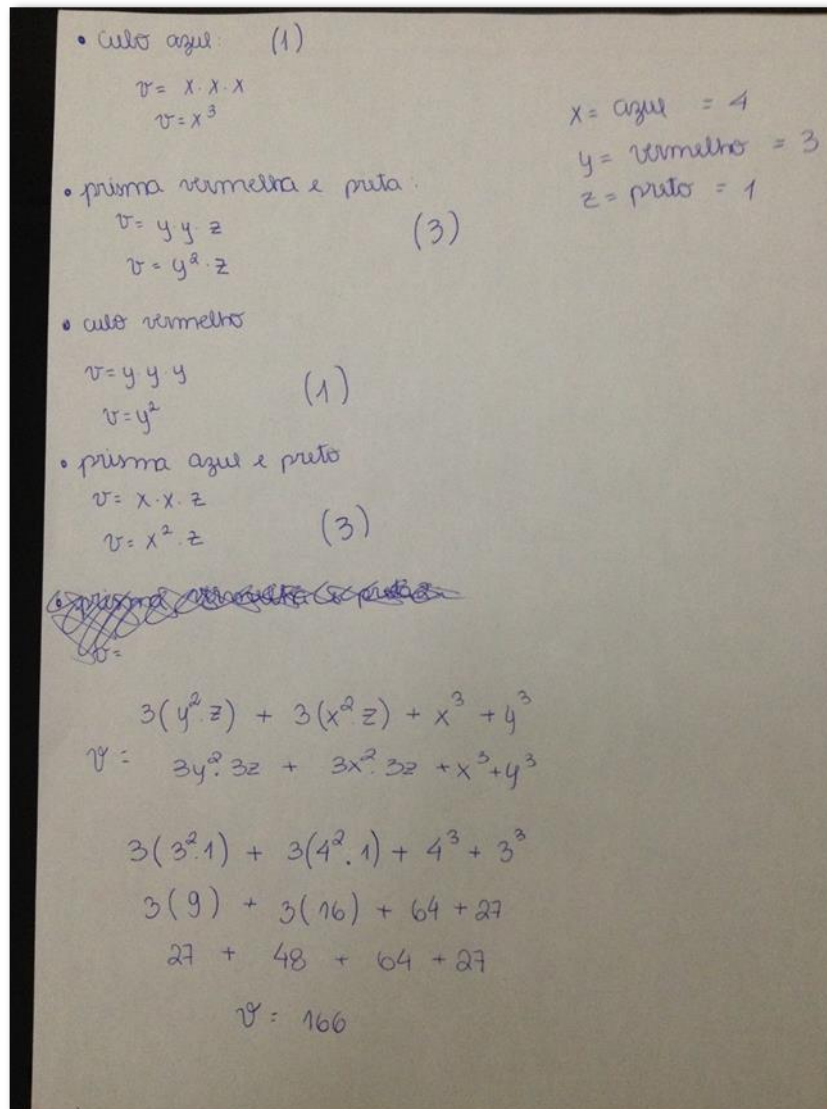 • cubo azul: (1)
v = x · x · x
v = x³
x = azul = 4
y = vermelho = 3
z = preto = 1
• prisma vermelha e preta:
v = y · y · z (3)
v = y² · z
• cubo vermelho
v = y · y · y (1)
v = y²
• prisma azul e preto
v = x · x · z
v = x² · z (3)
v =
3(y² · z) + 3(x² · z) + x³ + y³
v = 3y² · 3z + 3x² · 3z + x³ + y³
3(3² · 1) + 3(4² . 1) + 4³ + 3³
3(9) + 3(16) + 64 + 27
27 + 48 + 64 + 27
v = 166